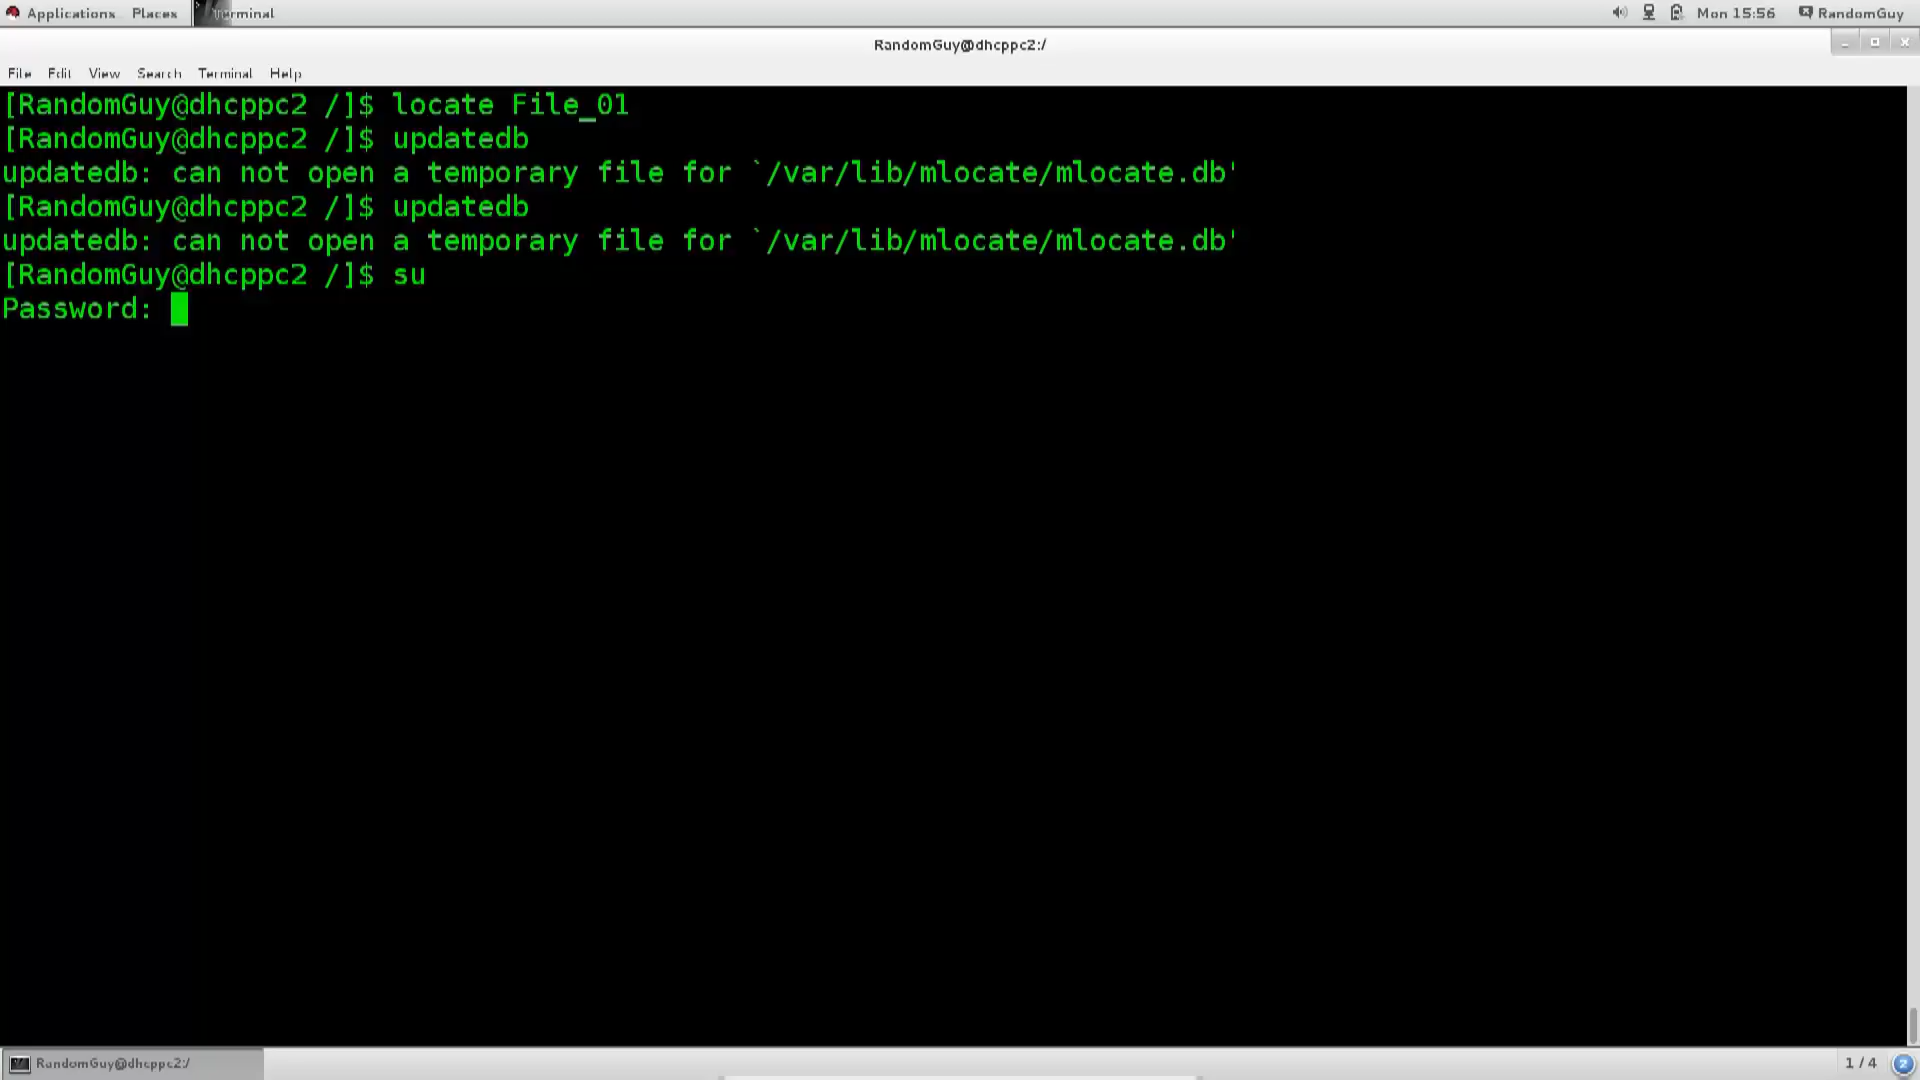 Applications Places Terminal Mon 15:56 RandomGuy
RandomGuy@dhcppc2:/
File Edit View Search Terminal Help
[RandomGuy@dhcppc2 /]$ locate File_01
[RandomGuy@dhcppc2 /]$ updatedb
updatedb: can not open a temporary file for `/var/lib/mlocate/mlocate.db'
[RandomGuy@dhcppc2 /]$ updatedb
updatedb: can not open a temporary file for `/var/lib/mlocate/mlocate.db'
[RandomGuy@dhcppc2 /]$ su
Password:
RandomGuy@dhcppc2:/ 1 / 4 2